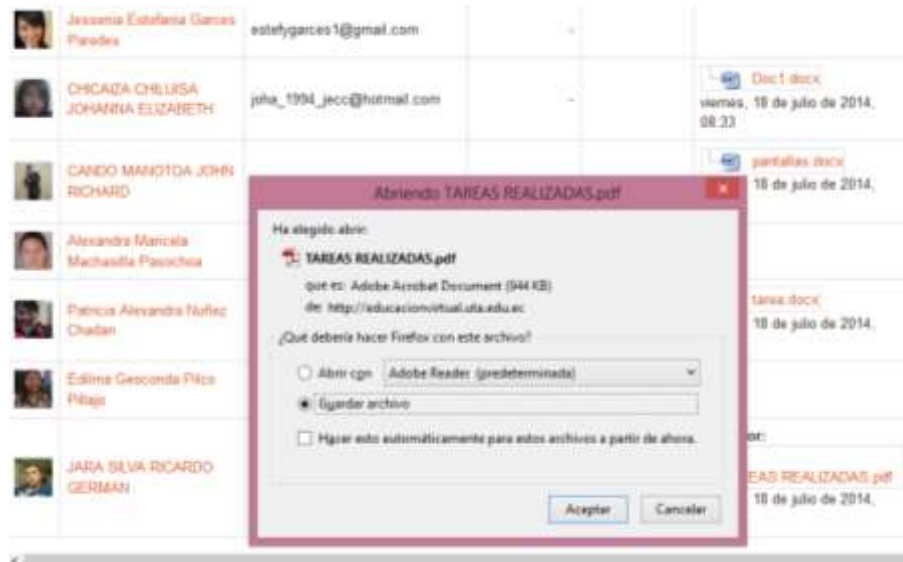 Jessenia Estefania Garces
Paredes
estefygarces1@gmail.com
-
CHICAIZA CHILUISA
JOHANNA ELIZABETH
joha_1994_jecc@hotmail.com
-
Doc1.docx
viernes, 18 de julio de 2014,
08:33
CANDO MANOTOA JOHN
RICHARD
pantallas.docx
18 de julio de 2014,
Abriendo TAREAS REALIZADAS.pdf
Ha elegido abrir:
TAREAS REALIZADAS.pdf
que es: Adobe Acrobat Document (944 KB)
de: http://educacionvirtual.uta.edu.ec
¿Qué debería hacer Firefox con este archivo?
Abrir con Adobe Reader (predeterminada)
Guardar archivo
Hacer esto automáticamente para estos archivos a partir de ahora.
Aceptar Cancelar
Alexandra Maricela
Machasilla
Patricia Alexandra Nuñez
Chadan
tarea.docx
18 de julio de 2014,
Edilma Geoconda Pilco
Pillajo
JARA SILVA RICARDO
GERMAN
or:
EAS REALIZADAS.pdf
18 de julio de 2014,